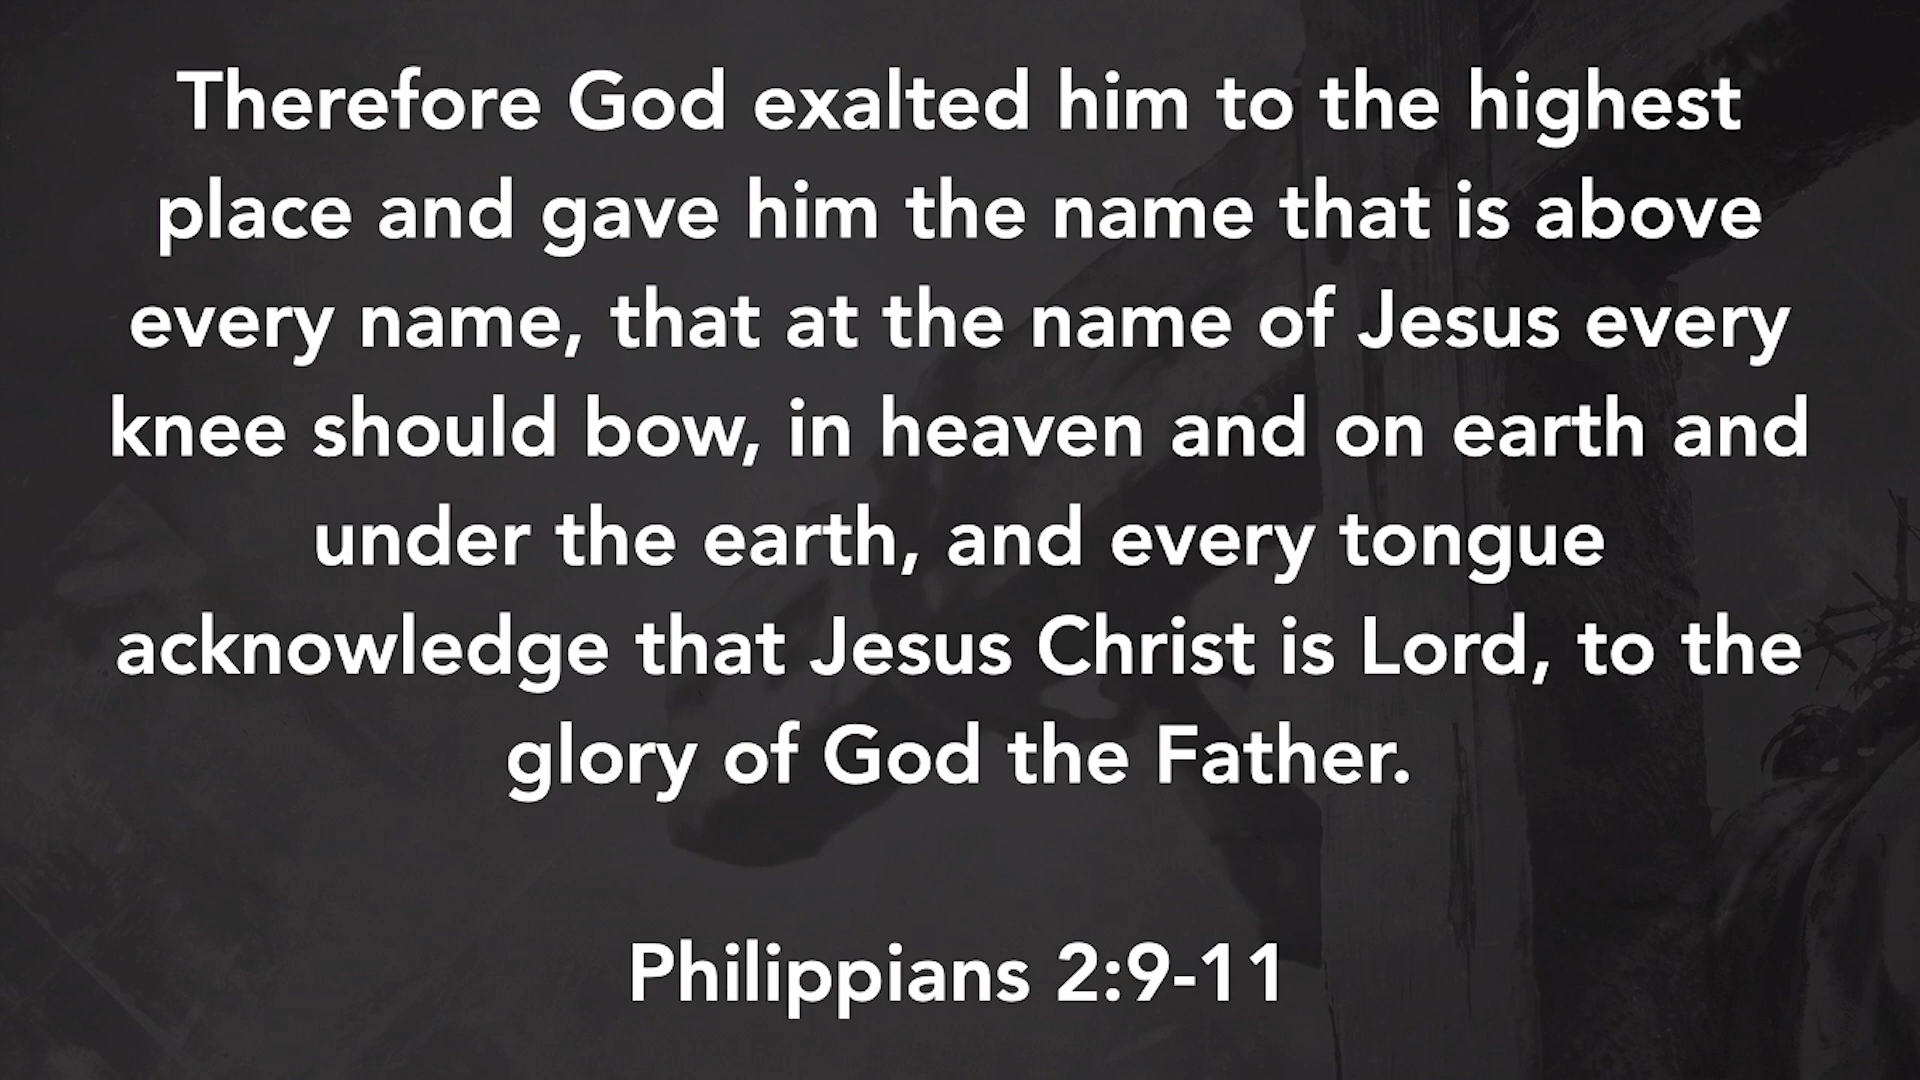 Therefore God exalted him to the highest
place and gave him the name that is above
every name, that at the name of Jesus every
knee should bow, in heaven and on earth and
under the earth, and every tongue
acknowledge that Jesus Christ is Lord, to the
glory of God the Father.
Philippians 2:9-11